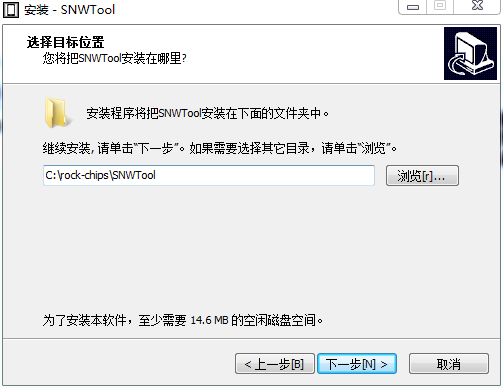 安装 - SNWTool
选择目标位置
您将把SNWTool安装在哪里?
安装程序将把SNWTool安装在下面的文件夹中。
继续安装, 请单击“下一步”。如果需要选择其它目录，请单击“浏览”。
C:\rock-chips\SNWTool
浏览[r]...
为了安装本软件，至少需要 14.6 MB 的空闲磁盘空间。
< 上一步[B]
下一步[N] >
取消